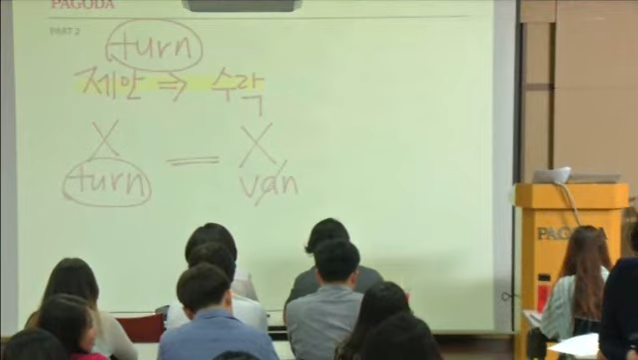 PAGODA
PART 2
turn
제안 ⇒ 수락
X X
turn = van
PAGODA